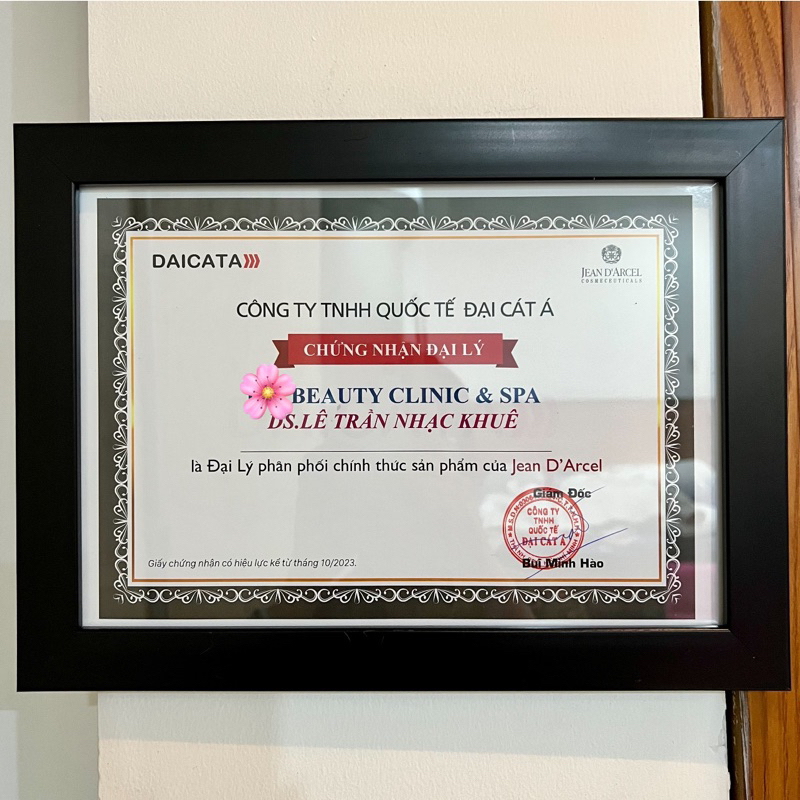 DAICATA
JEAN D'ARCEL
COSMECEUTICALS
CÔNG TY TNHH QUỐC TẾ ĐẠI CÁT Á
CHỨNG NHẬN ĐẠI LÝ
BEAUTY CLINIC & SPA
DS.LÊ TRẦN NHẠC KHUÊ
là Đại Lý phân phối chính thức sản phẩm của Jean D'Arcel
Giám Đốc
CÔNG TY
TNHH
QUỐC TẾ
ĐẠI CÁT Á
Bùi Minh Hào
Giấy chứng nhận có hiệu lực kể từ tháng 10/2023.